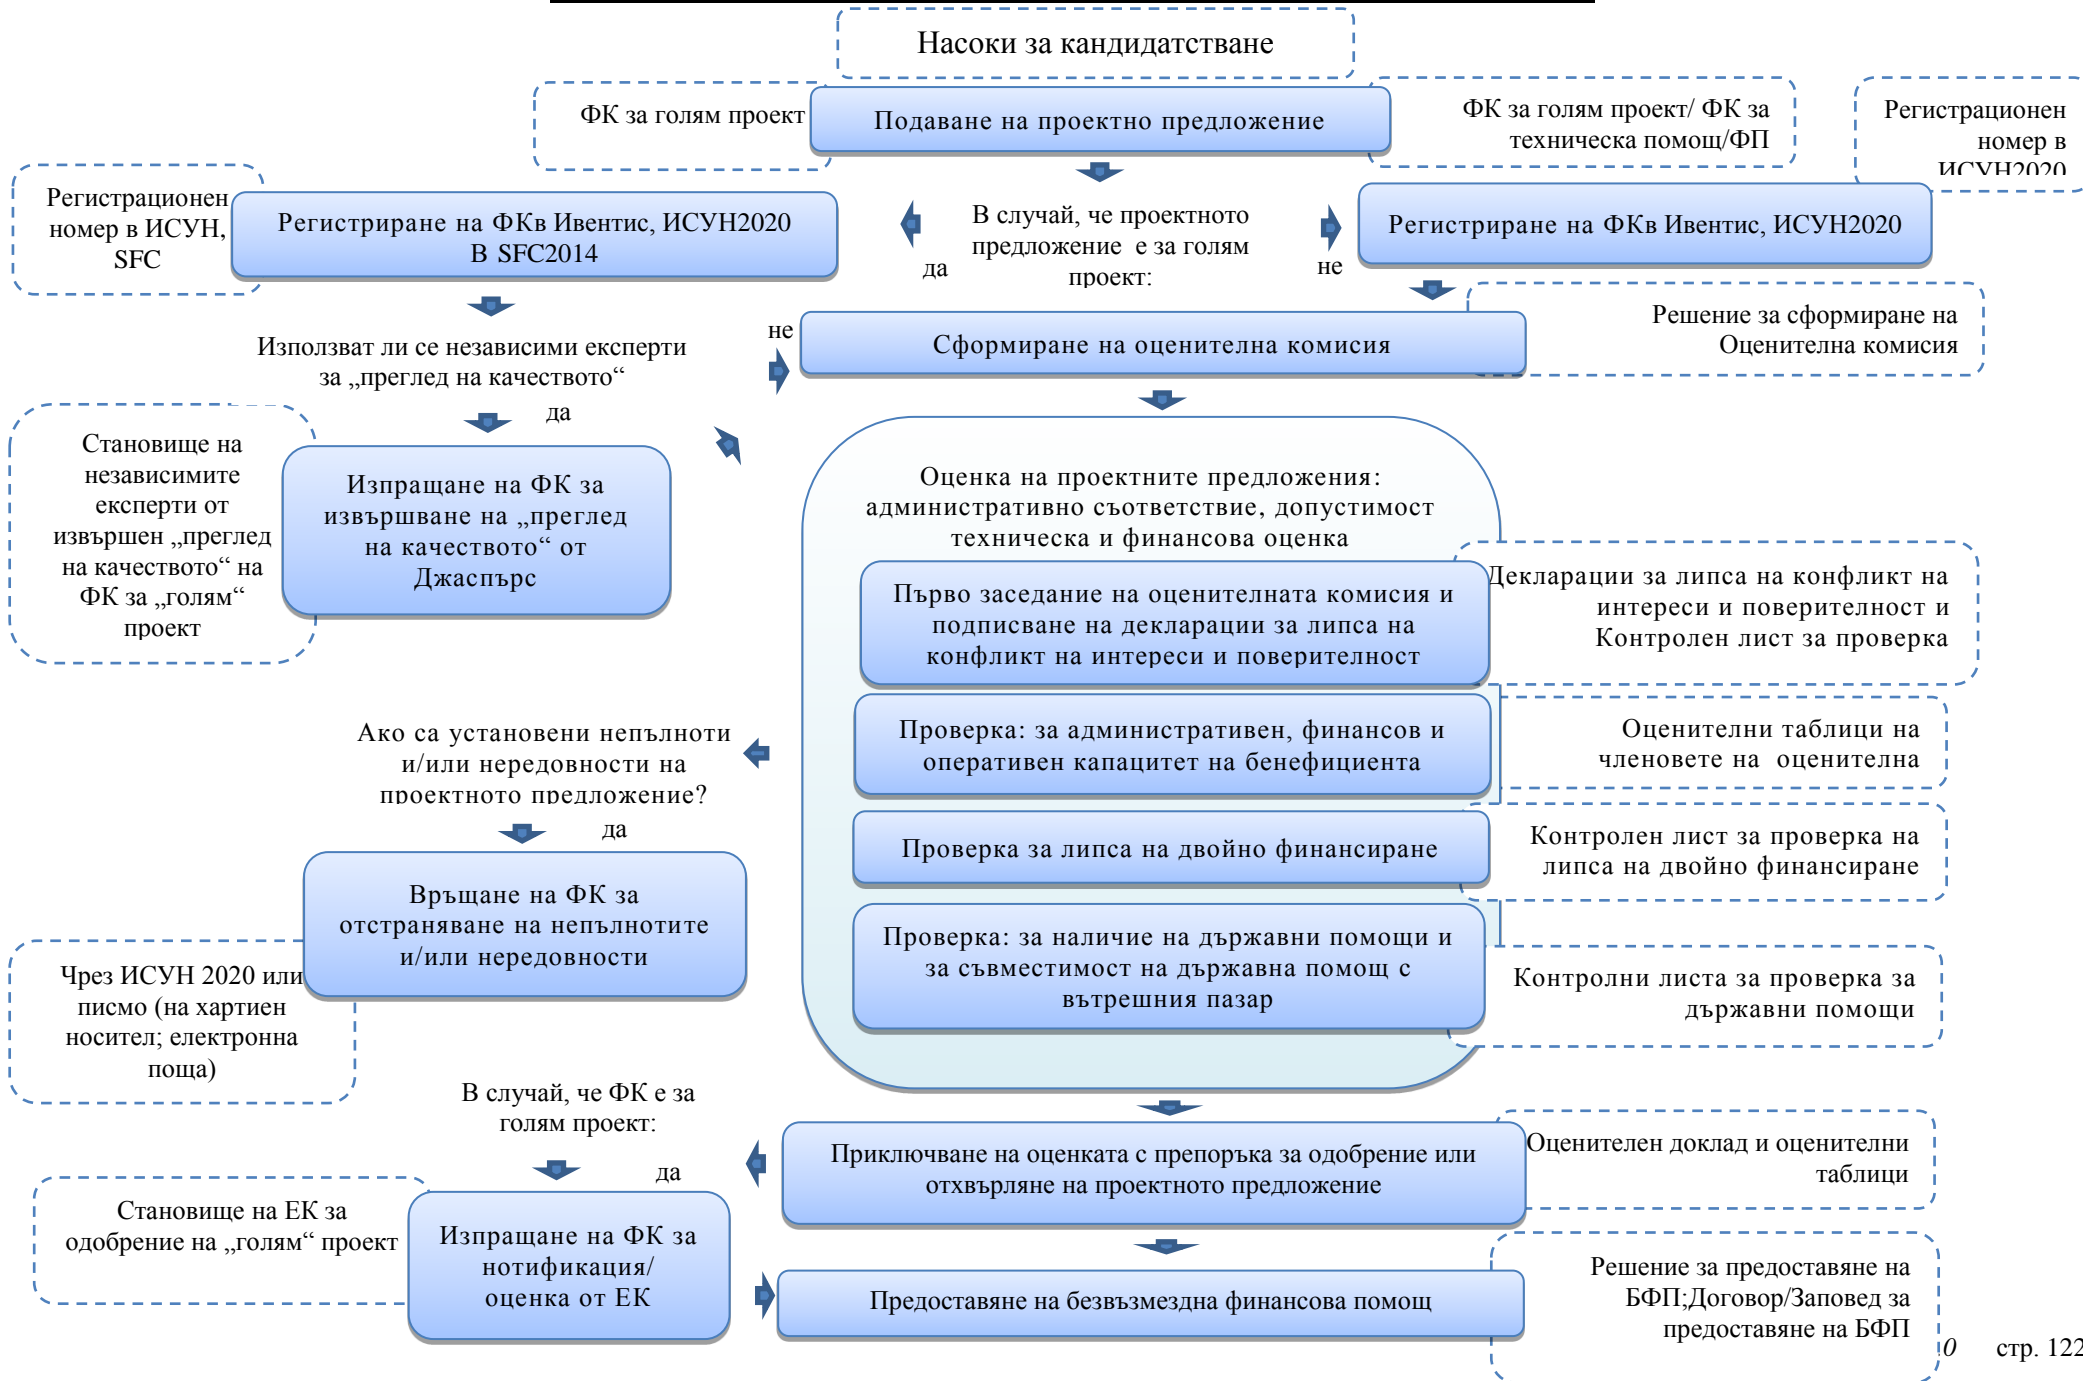 Насоки за кандидатстване
ФК за голям проект
Подаване на проектно предложение
ФК за голям проект/ ФК за
техническа помощ/ФП
Регистрационен
номер в
ИСУН2020
Регистрационен
номер в ИСУН,
SFC
Регистриране на ФКв Ивентис, ИСУН2020
В SFC2014
да
В случай, че проектното
предложение е за голям
проект:
не
Регистриране на ФКв Ивентис, ИСУН2020
Използват ли се независими експерти
за „преглед на качеството“
да
не
Сформиране на оценителна комисия
Решение за сформиране на
Оценителна комисия
Становище на
независимите
експерти от
извършен „преглед
на качеството“ на
ФК за „голям“
проект
Изпращане на ФК за
извършване на „преглед
на качеството“ от
Джаспърс
Оценка на проектните предложения:
административно съответствие, допустимост
техническа и финансова оценка
Първо заседание на оценителната комисия и
подписване на декларации за липса на
конфликт на интереси и поверителност
Декларации за липса на конфликт на
интереси и поверителност и
Контролен лист за проверка
Проверка: за административен, финансов и
оперативен капацитет на бенефициента
Оценителни таблици на
членовете на оценителна
Ако са установени непълноти
и/или нередовности на
проектното предложение?
да
Проверка за липса на двойно финансиране
Контролен лист за проверка на
липса на двойно финансиране
Връщане на ФК за
отстраняване на непълнотите
и/или нередовности
Чрез ИСУН 2020 или
писмо (на хартиен
носител; електронна
поща)
Проверка: за наличие на държавни помощи и
за съвместимост на държавна помощ с
вътрешния пазар
Контролни листа за проверка за
държавни помощи
В случай, че ФК е за
голям проект:
да
Приключване на оценката с препоръка за одобрение или
отхвърляне на проектното предложение
Оценителен доклад и оценителни
таблици
Становище на ЕК за
одобрение на „голям“ проект
Изпращане на ФК за
нотификация/
оценка от ЕК
Предоставяне на безвъзмездна финансова помощ
Решение за предоставяне на
БФП;Договор/Заповед за
предоставяне на БФП
0 стр. 122